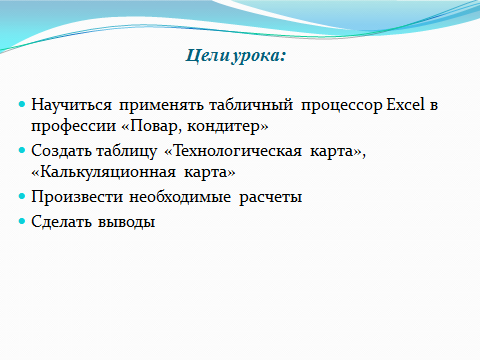 Цели урока:
Научиться применять табличный процессор Excel в
профессии «Повар, кондитер»
Создать таблицу «Технологическая карта»,
«Калькуляционная карта»
Произвести необходимые расчеты
Сделать выводы